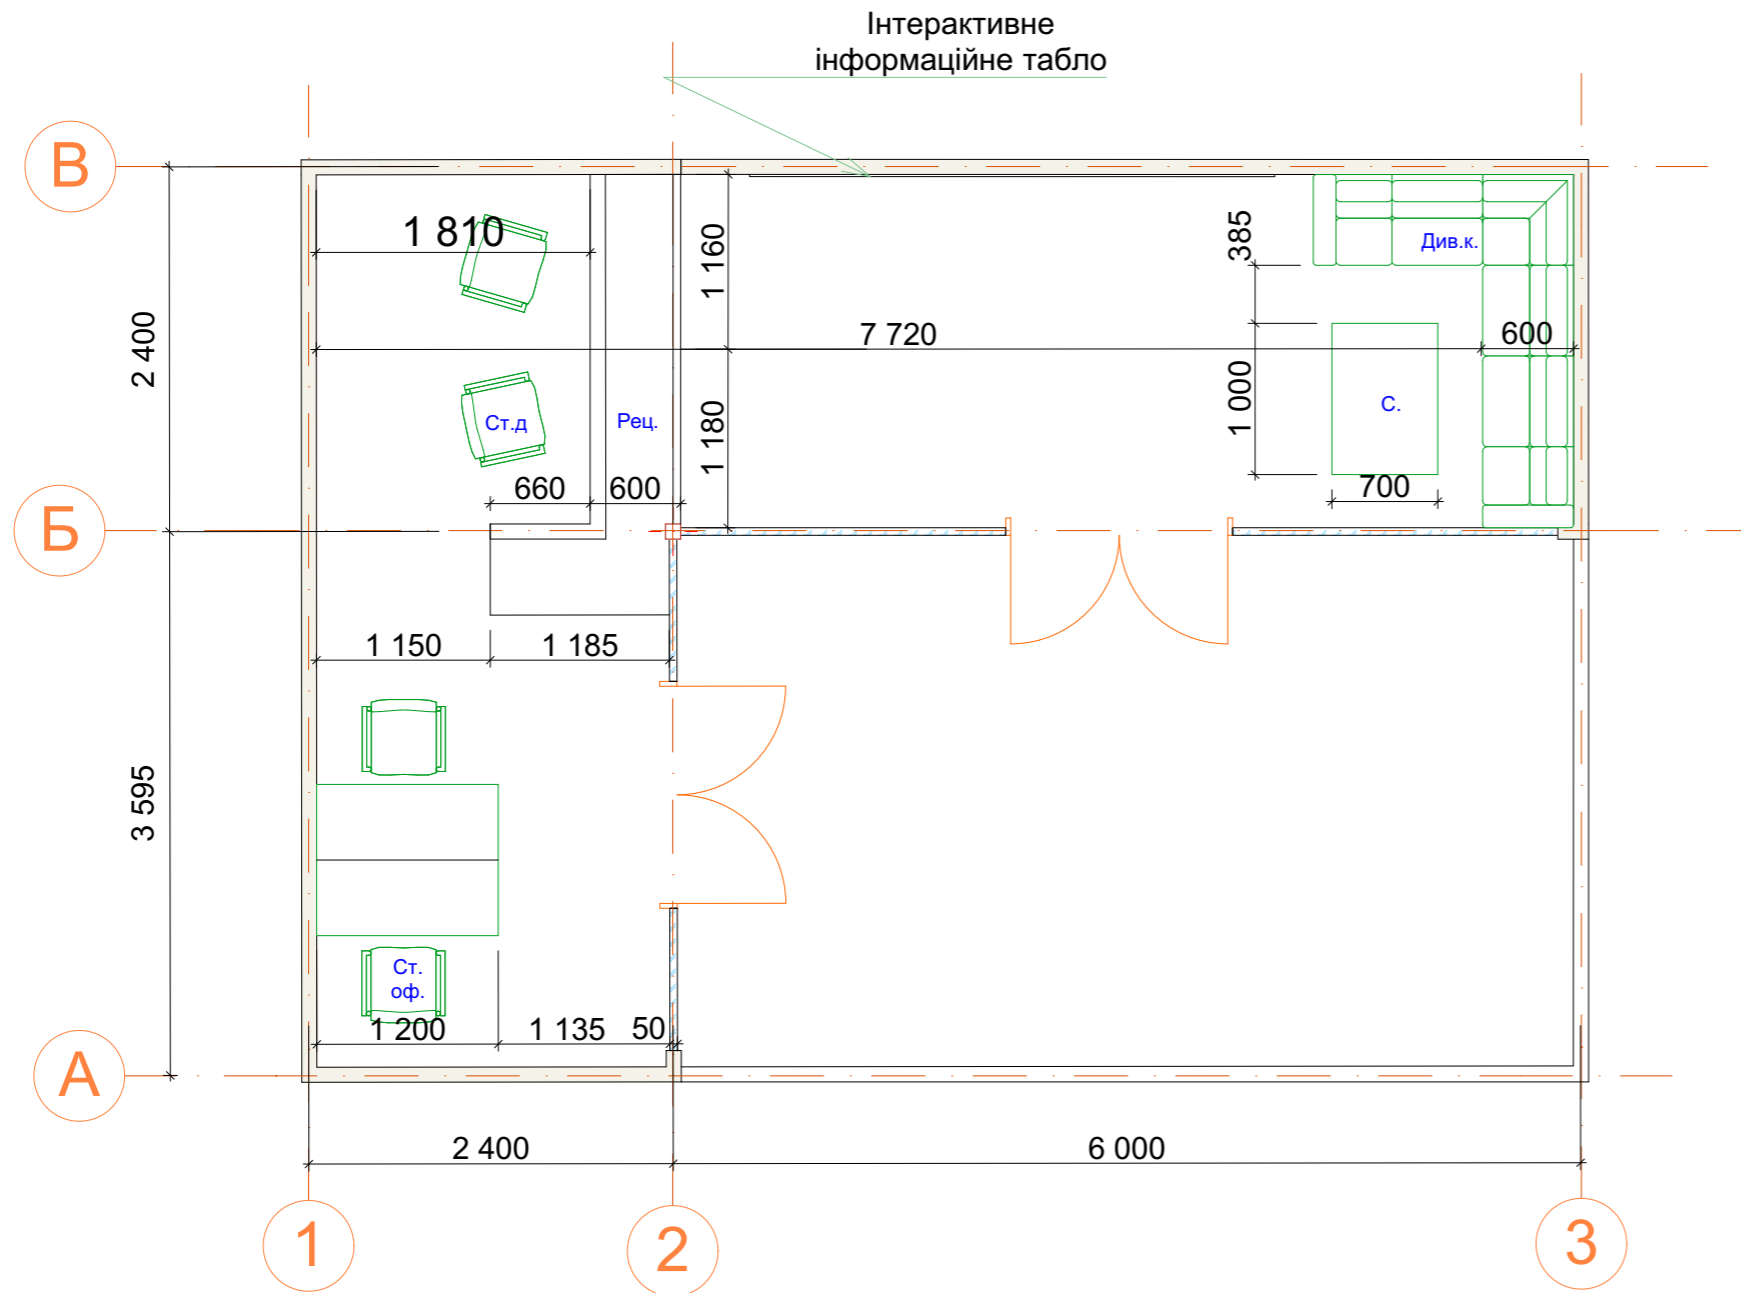 Інтерактивне
інформаційне табло
В
1 810
1 160
385
Див.к.
2 400
7 720
600
1 000
С.
Ст.д
Рец.
1 180
660
600
700
Б
1 150
1 185
3 595
Ст.
оф.
1 200
1 135
50
А
2 400
6 000
1
2
3